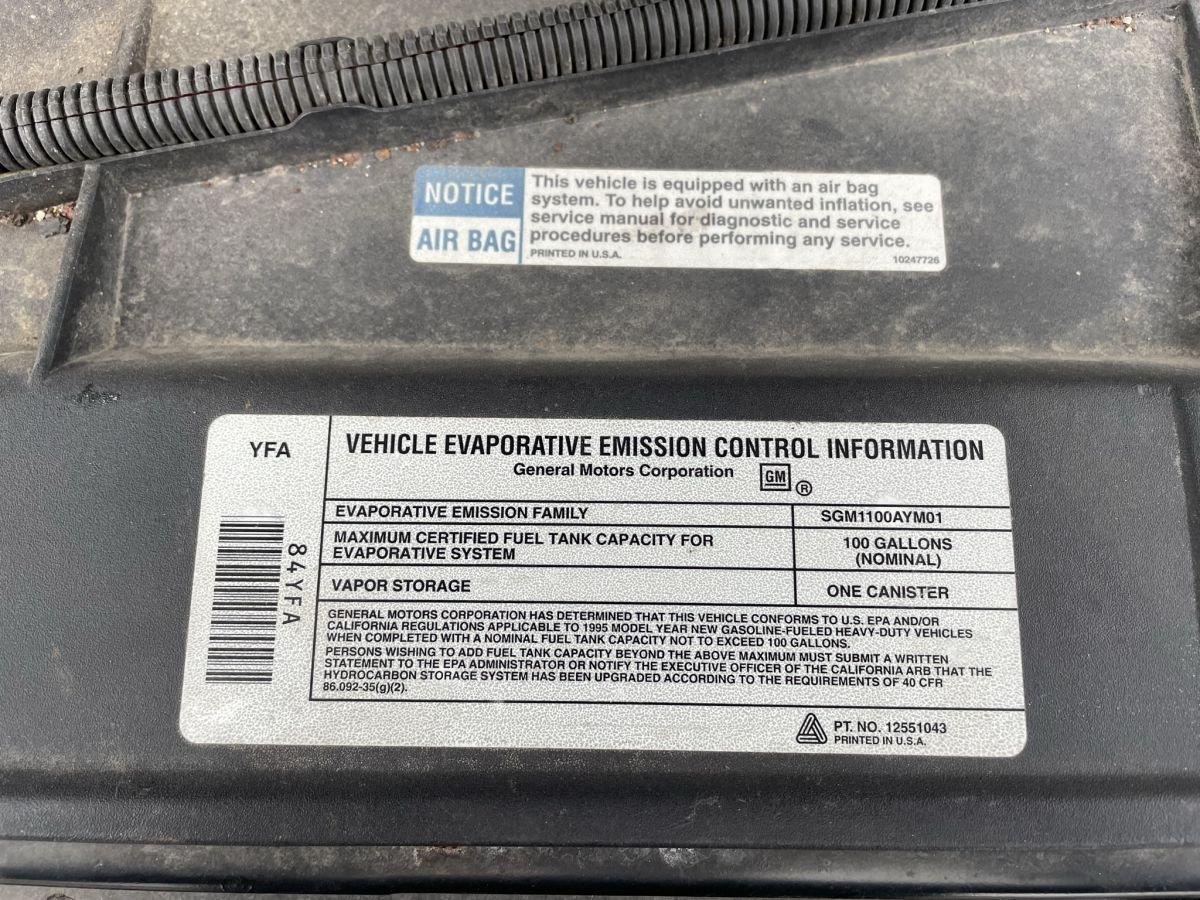 NOTICE
AIR BAG
This vehicle is equipped with an air bag
system. To help avoid unwanted inflation, see
service manual for diagnostic and service
procedures before performing any service.
PRINTED IN U.S.A.
10247726
YFA
84YFA
VEHICLE EVAPORATIVE EMISSION CONTROL INFORMATION
General Motors Corporation
GM ®
EVAPORATIVE EMISSION FAMILY
SGM1100AYM01
MAXIMUM CERTIFIED FUEL TANK CAPACITY FOR
EVAPORATIVE SYSTEM
100 GALLONS
(NOMINAL)
VAPOR STORAGE
ONE CANISTER
GENERAL MOTORS CORPORATION HAS DETERMINED THAT THIS VEHICLE CONFORMS TO U.S. EPA AND/OR
CALIFORNIA REGULATIONS APPLICABLE TO 1995 MODEL YEAR NEW GASOLINE-FUELED HEAVY-DUTY VEHICLES
WHEN COMPLETED WITH A NOMINAL FUEL TANK CAPACITY NOT TO EXCEED 100 GALLONS.
PERSONS WISHING TO ADD FUEL TANK CAPACITY BEYOND THE ABOVE MAXIMUM MUST SUBMIT A WRITTEN
STATEMENT TO THE EPA ADMINISTRATOR OR NOTIFY THE EXECUTIVE OFFICER OF THE CALIFORNIA ARB THAT THE
HYDROCARBON STORAGE SYSTEM HAS BEEN UPGRADED ACCORDING TO THE REQUIREMENTS OF 40 CFR
86.092-35(g)(2).
PT. NO. 12551043
PRINTED IN U.S.A.